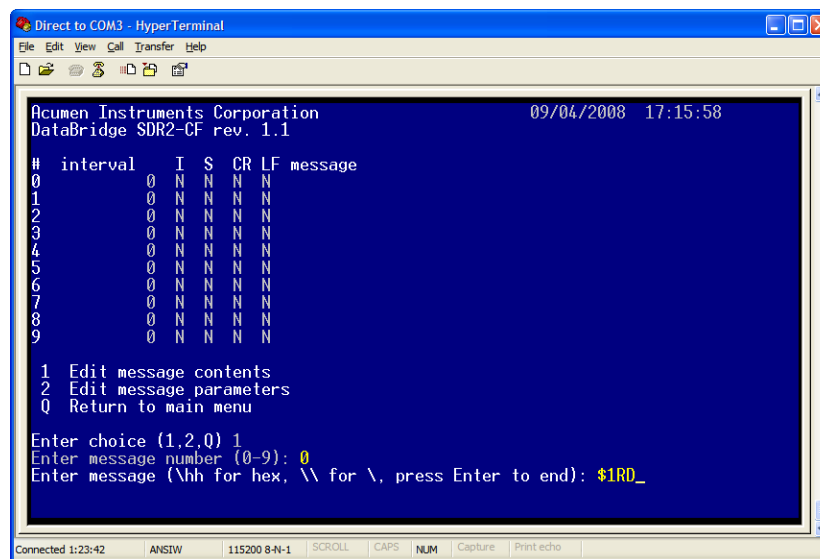 Direct to COM3 - HyperTerminal
File Edit View Call Transfer Help
Acumen Instruments Corporation 09/04/2008 17:15:58
DataBridge SDR2-CF rev. 1.1
# interval I S CR LF message
0 0 N N N N
1 0 N N N N
2 0 N N N N
3 0 N N N N
4 0 N N N N
5 0 N N N N
6 0 N N N N
7 0 N N N N
8 0 N N N N
9 0 N N N N
1 Edit message contents
2 Edit message parameters
Q Return to main menu
Enter choice (1,2,Q) 1
Enter message number (0-9): 0
Enter message (\hh for hex, \\ for \, press Enter to end): $1RD_
Connected 1:23:42 ANSIW 115200 8-N-1 SCROLL CAPS NUM Capture Print echo